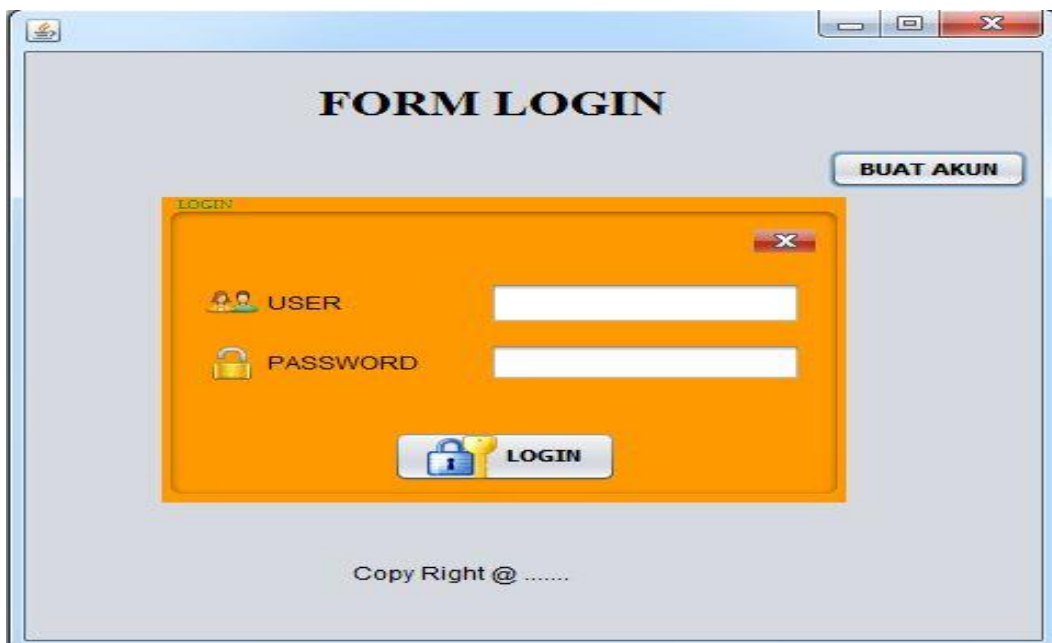 FORM LOGIN
BUAT AKUN
LOGIN
USER
PASSWORD
LOGIN
Copy Right @ .......